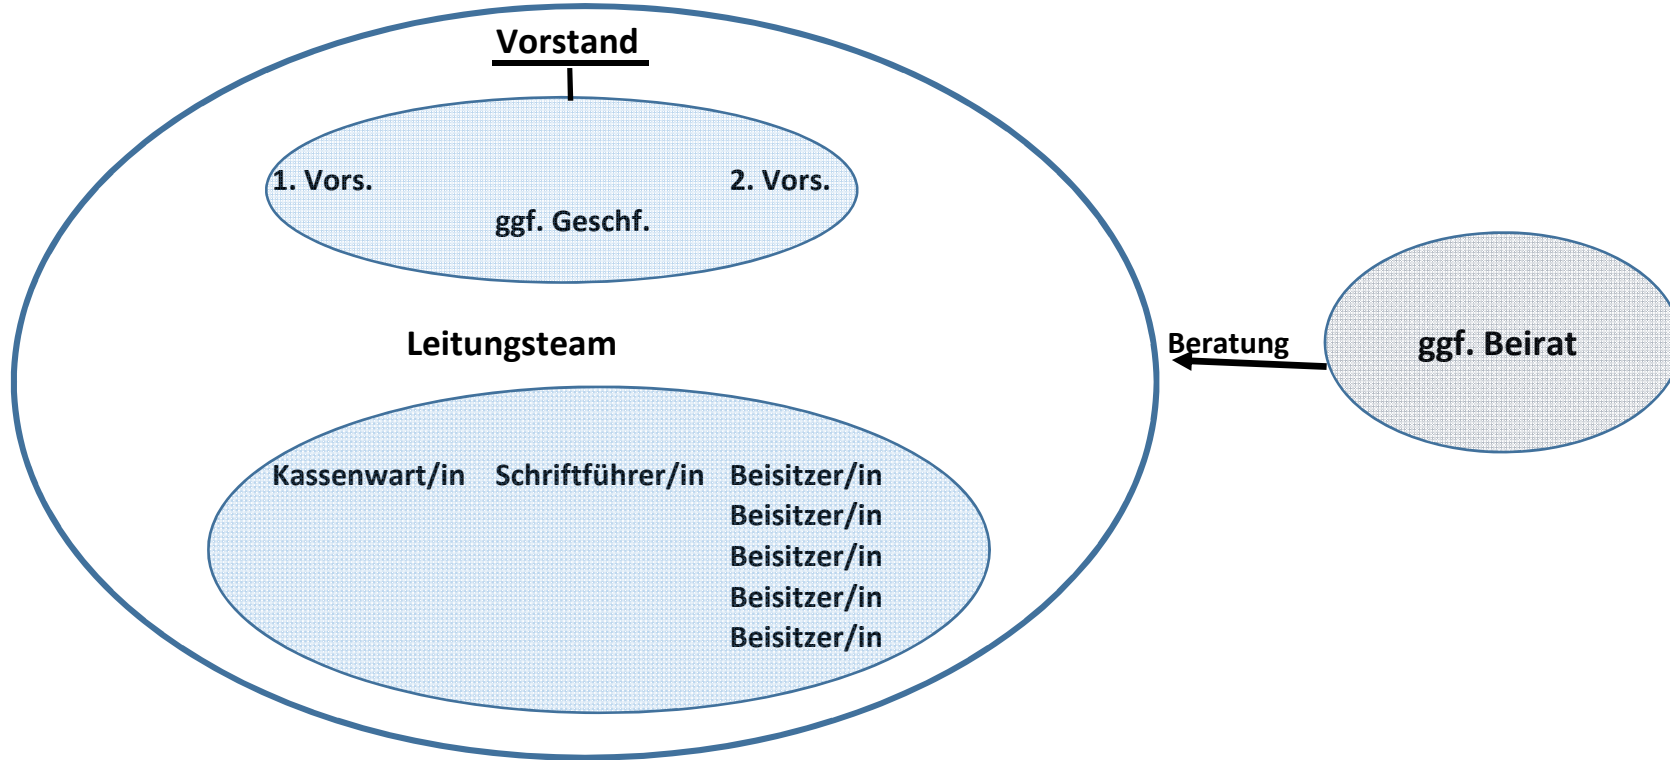 Vorstand
1. Vors. 2. Vors.
ggf. Geschf.
Leitungsteam
Beratung
ggf. Beirat
Kassenwart/in Schriftführer/in Beisitzer/in
Beisitzer/in
Beisitzer/in
Beisitzer/in
Beisitzer/in